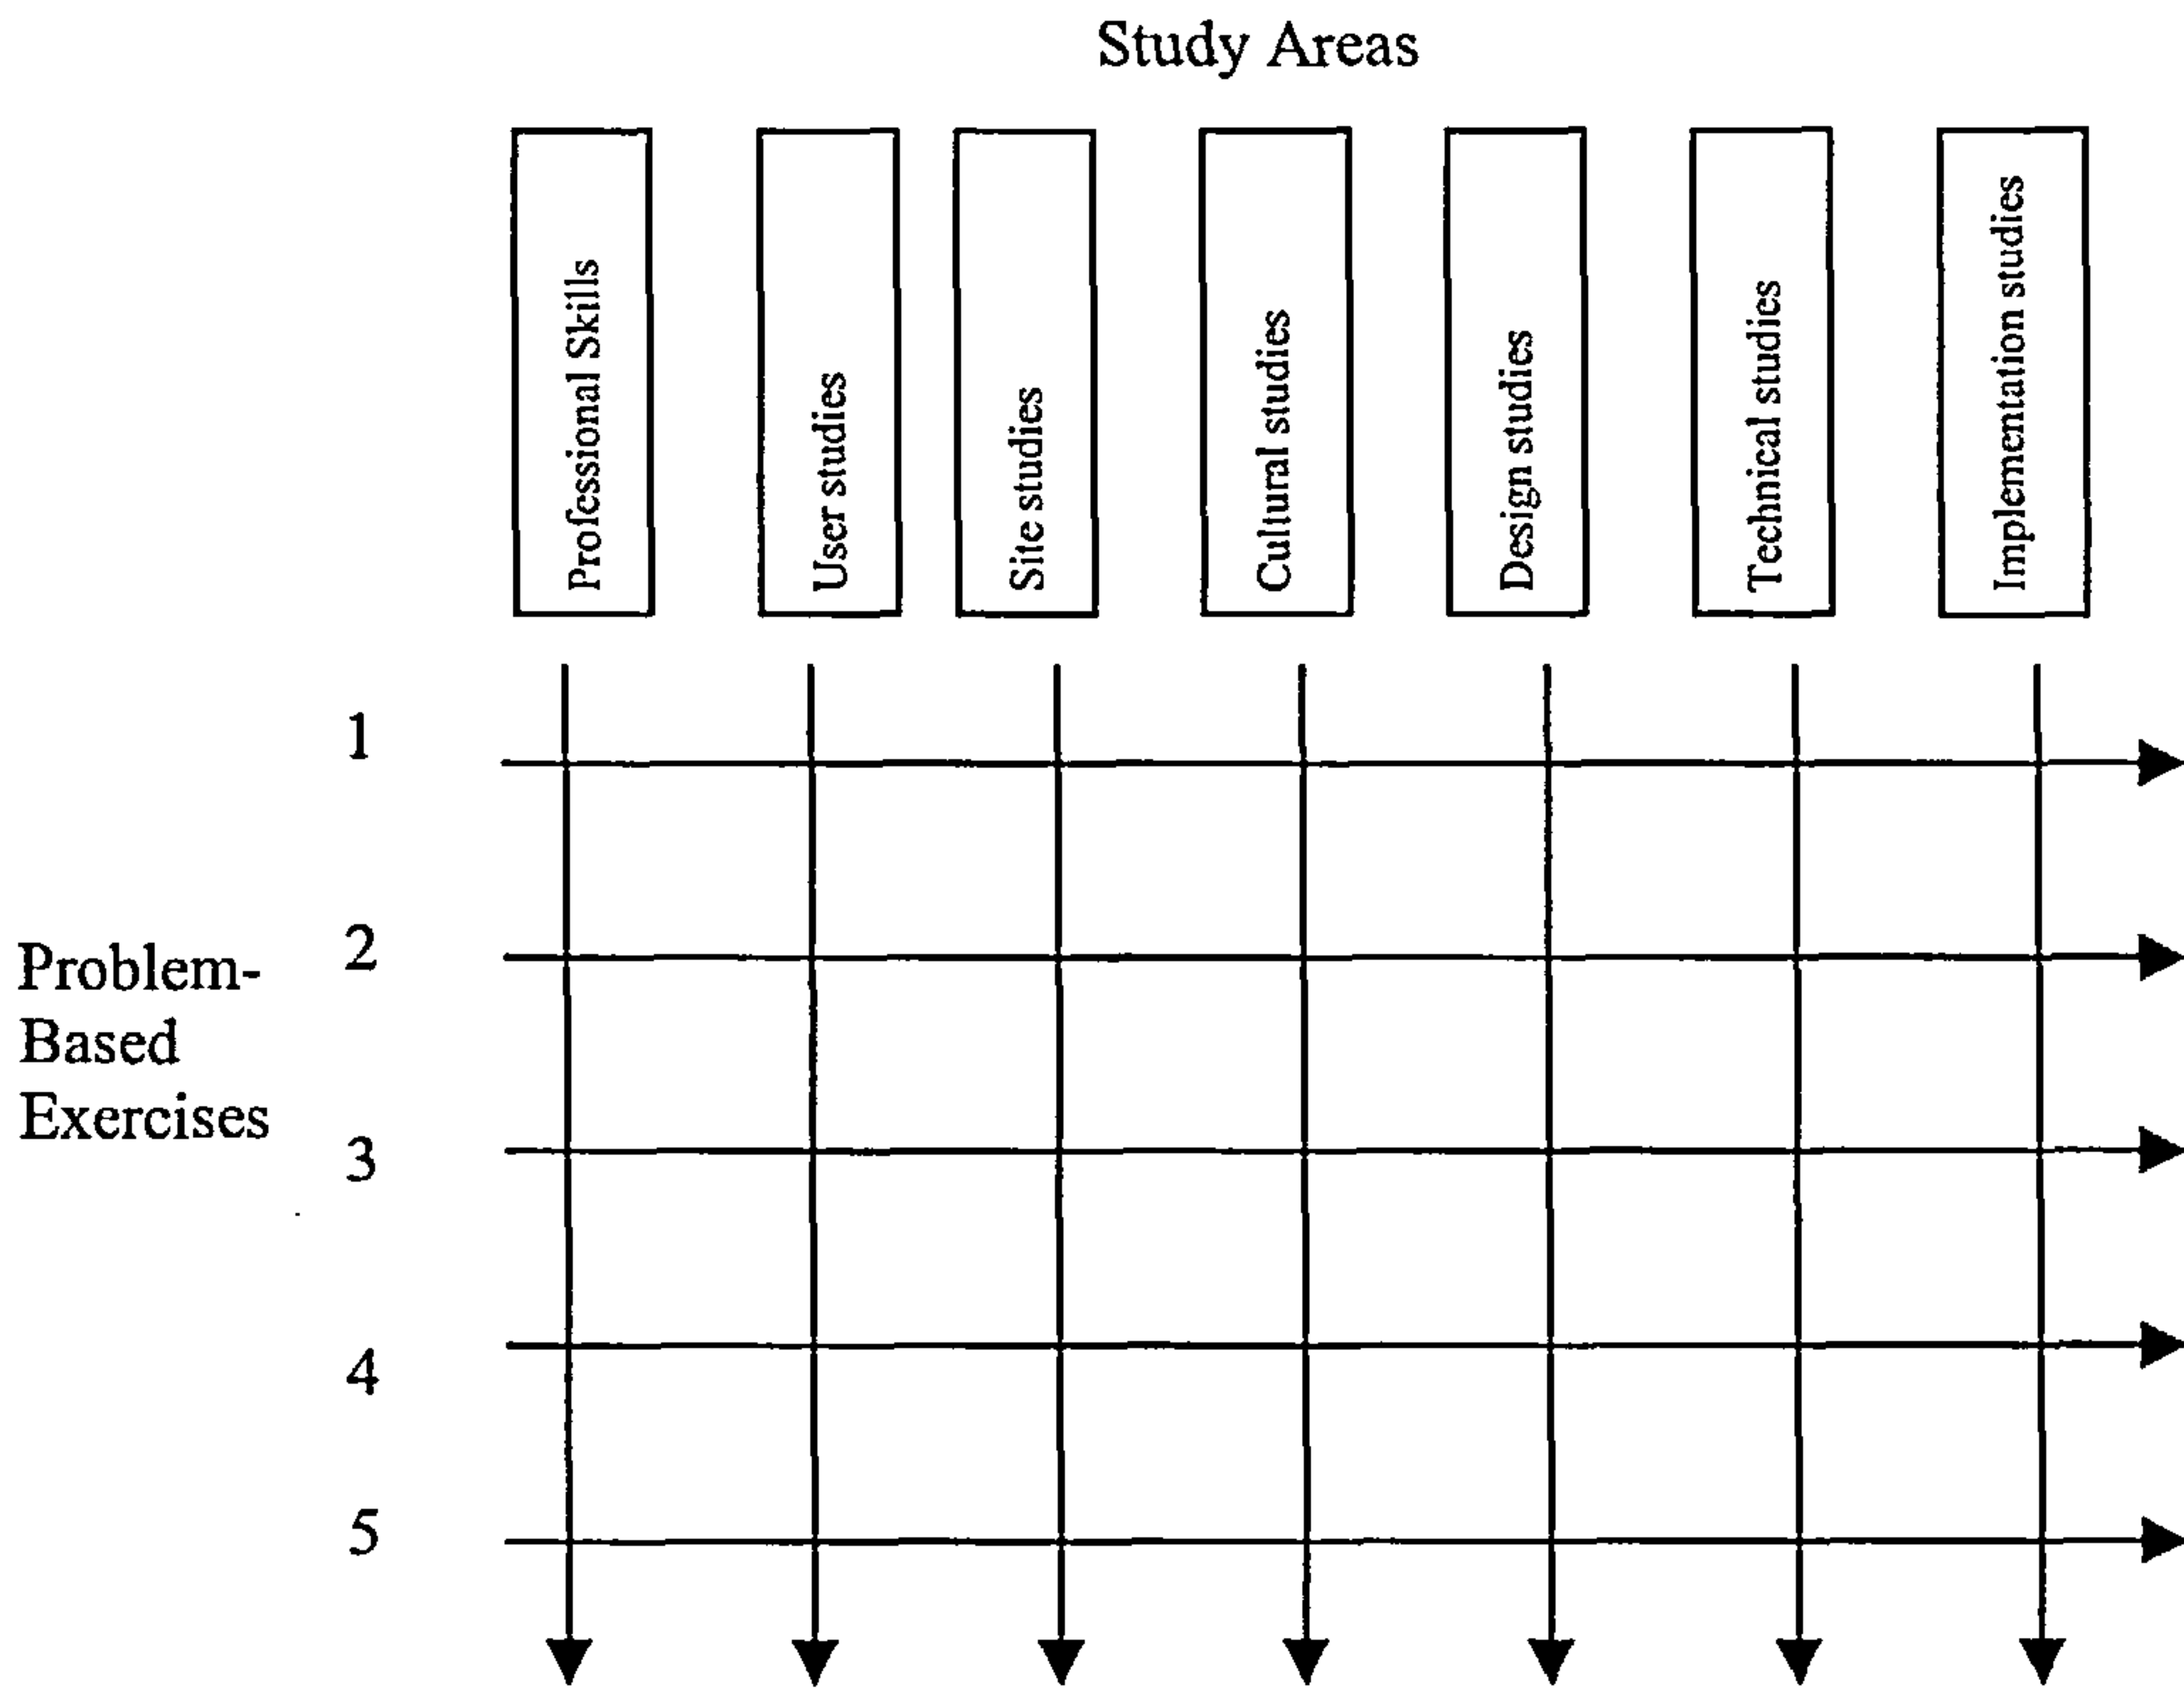 Study Areas
Professional Skills
User studies
Site studies
Cultural studies
Design studies
Technical studies
Implementation studies
1
2
Problem-
Based
Exercises
3
4
5